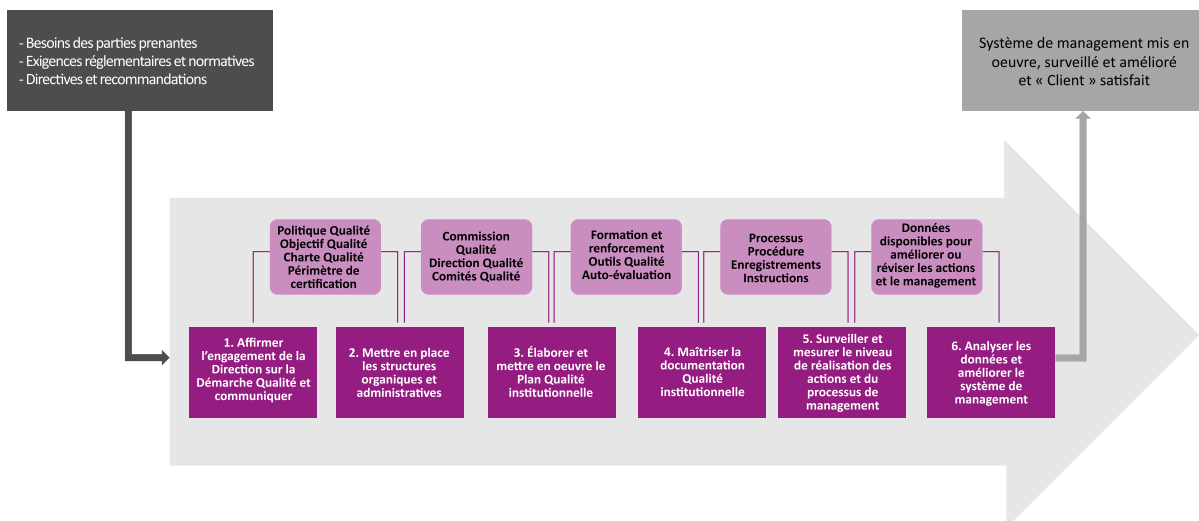 - Besoins des parties prenantes
- Exigences réglementaires et normatives
- Directives et recommandations
Système de management mis en
oeuvre, surveillé et amélioré
et « Client » satisfait
Politique Qualité
Objectif Qualité
Charte Qualité
Périmètre de
certification
Commission
Qualité
Direction Qualité
Comités Qualité
Formation et
renforcement
Outils Qualité
Auto-évaluation
Processus
Procédure
Enregistrements
Instructions
Données
disponibles pour
améliorer ou
réviser les actions
et le management
1. Affirmer
l'engagement de la
Direction sur la
Démarche Qualité et
communiquer
2. Mettre en place
les structures
organiques et
administratives
3. Élaborer et
mettre en oeuvre le
Plan Qualité
institutionnelle
4. Maîtriser la
documentation
Qualité
institutionnelle
5. Surveiller et
mesurer le niveau
de réalisation des
actions et du
processus de
management
6. Analyser les
données et
améliorer le
système de
management